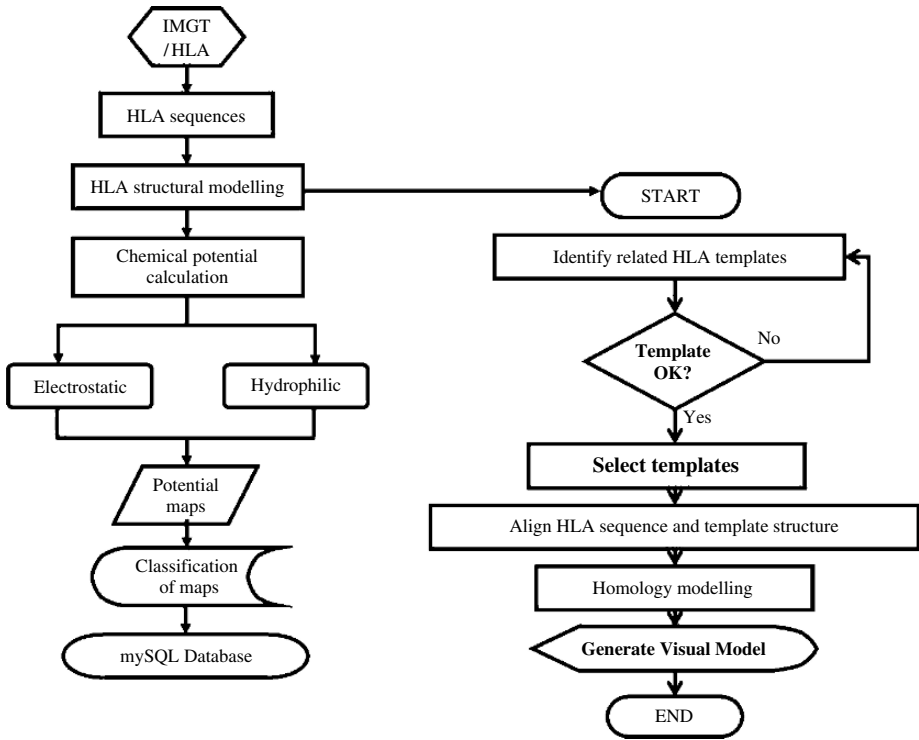 IMGT
/HLA
HLA sequences
HLA structural modelling
Chemical potential
calculation
Electrostatic
Hydrophilic
Potential
maps
Classification
of maps
mySQL Database
START
Identify related HLA templates
Template
OK?
No
Yes
Select templates
Align HLA sequence and template structure
Homology modelling
Generate Visual Model
END